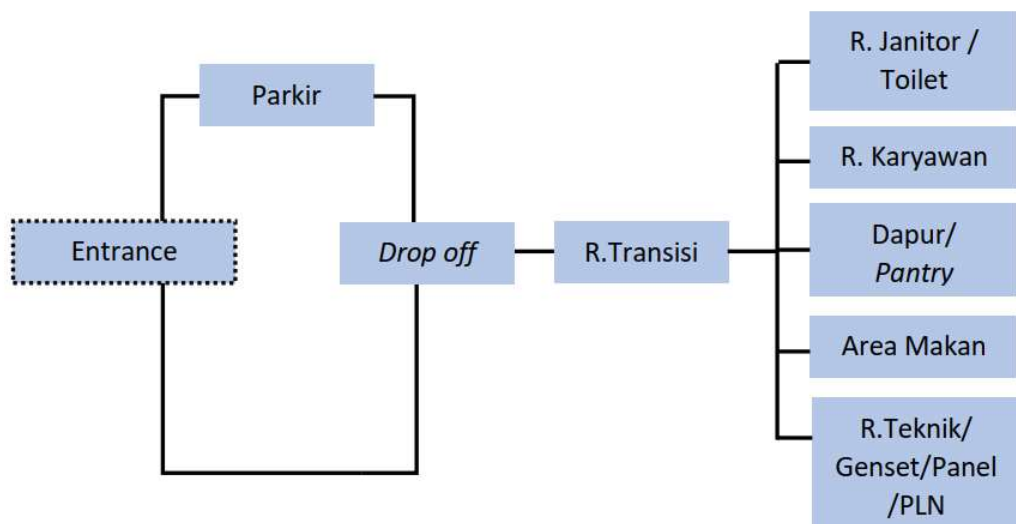 Parkir
Entrance
Drop off
R.Transisi
R. Janitor /
Toilet
R. Karyawan
Dapur/
Pantry
Area Makan
R.Teknik/
Genset/Panel
/PLN